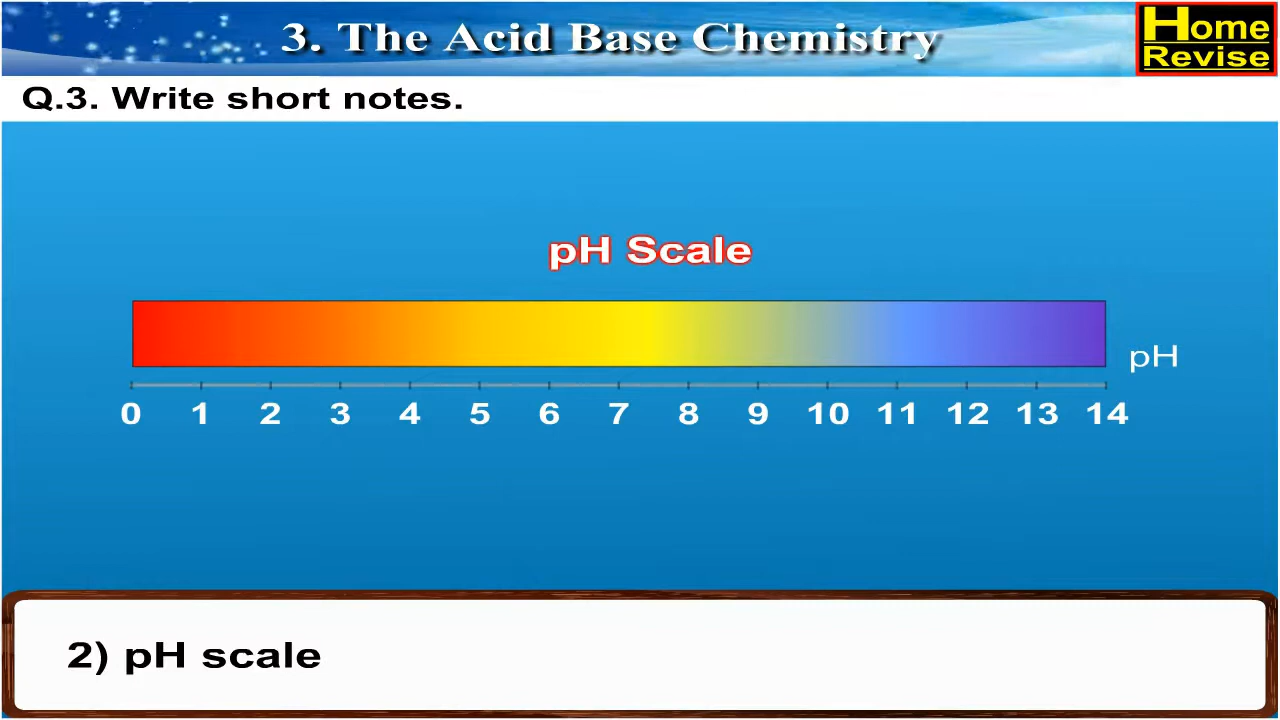 3. The Acid Base Chemistry
Home
Revise
Q.3. Write short notes.
pH Scale
pH
0 1 2 3 4 5 6 7 8 9 10 11 12 13 14
2) pH scale